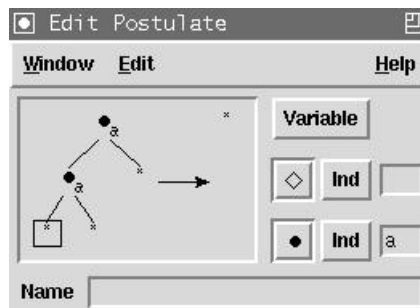 Edit Postulate
Window Edit Help
a
x
Variable
a
x
Ind
x
x
Ind a
Name